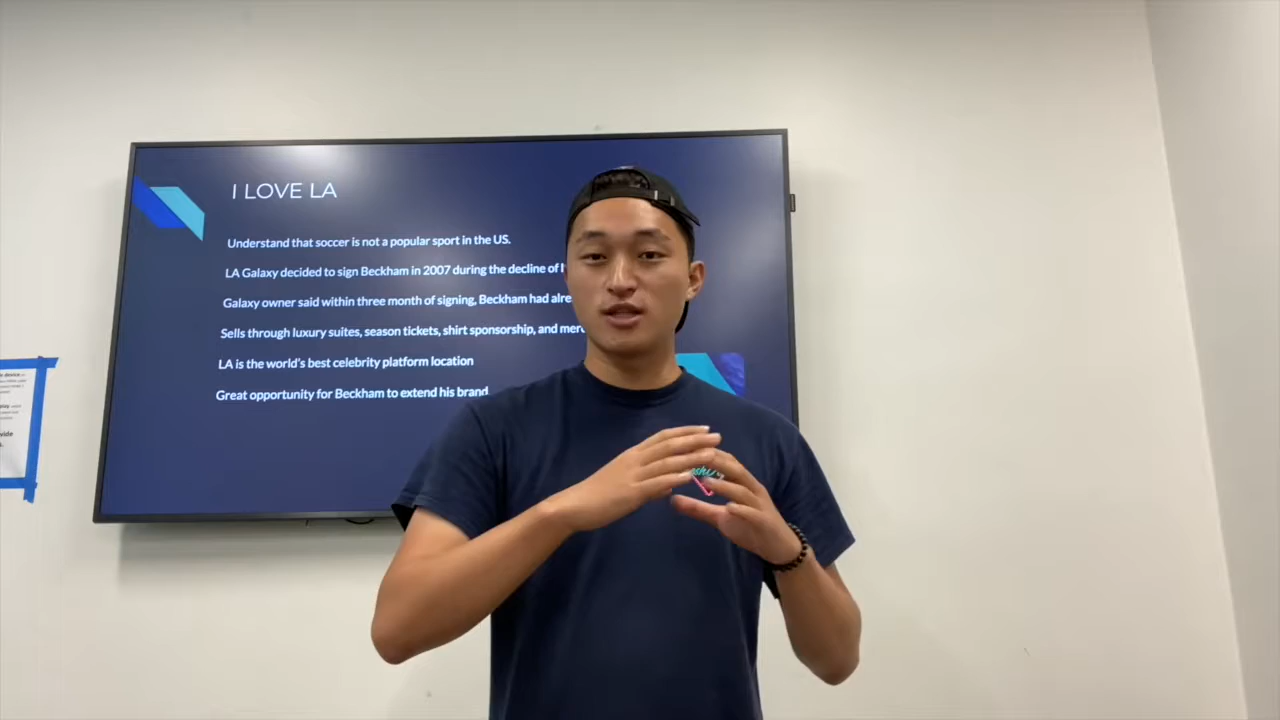 I LOVE LA
Understand that soccer is not a popular sport in the US.
LA Galaxy decided to sign Beckham in 2007 during the decline of
Galaxy owner said within three month of signing, Beckham had
Sells through luxury suites, season tickets, shirt sponsorship, and
LA is the world's best celebrity platform location
Great opportunity for Beckham to extend his brand
device